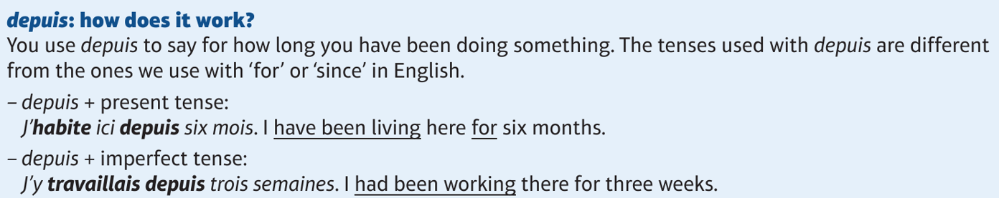 depuis: how does it work?
You use depuis to say for how long you have been doing something. The tenses used with depuis are different
from the ones we use with ‘for’ or ‘since’ in English.
– depuis + present tense:
J’habite ici depuis six mois. I have been living here for six months.
– depuis + imperfect tense:
J’y travaillais depuis trois semaines. I had been working there for three weeks.